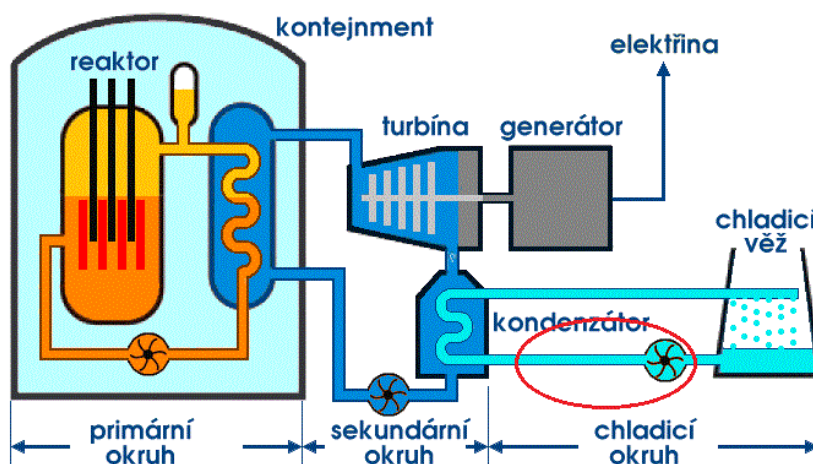 kontejnment
reaktor
elektřina
turbína
generátor
chladicí
věž
kondenzátor
primární
okruh
sekundární
okruh
chladicí
okruh